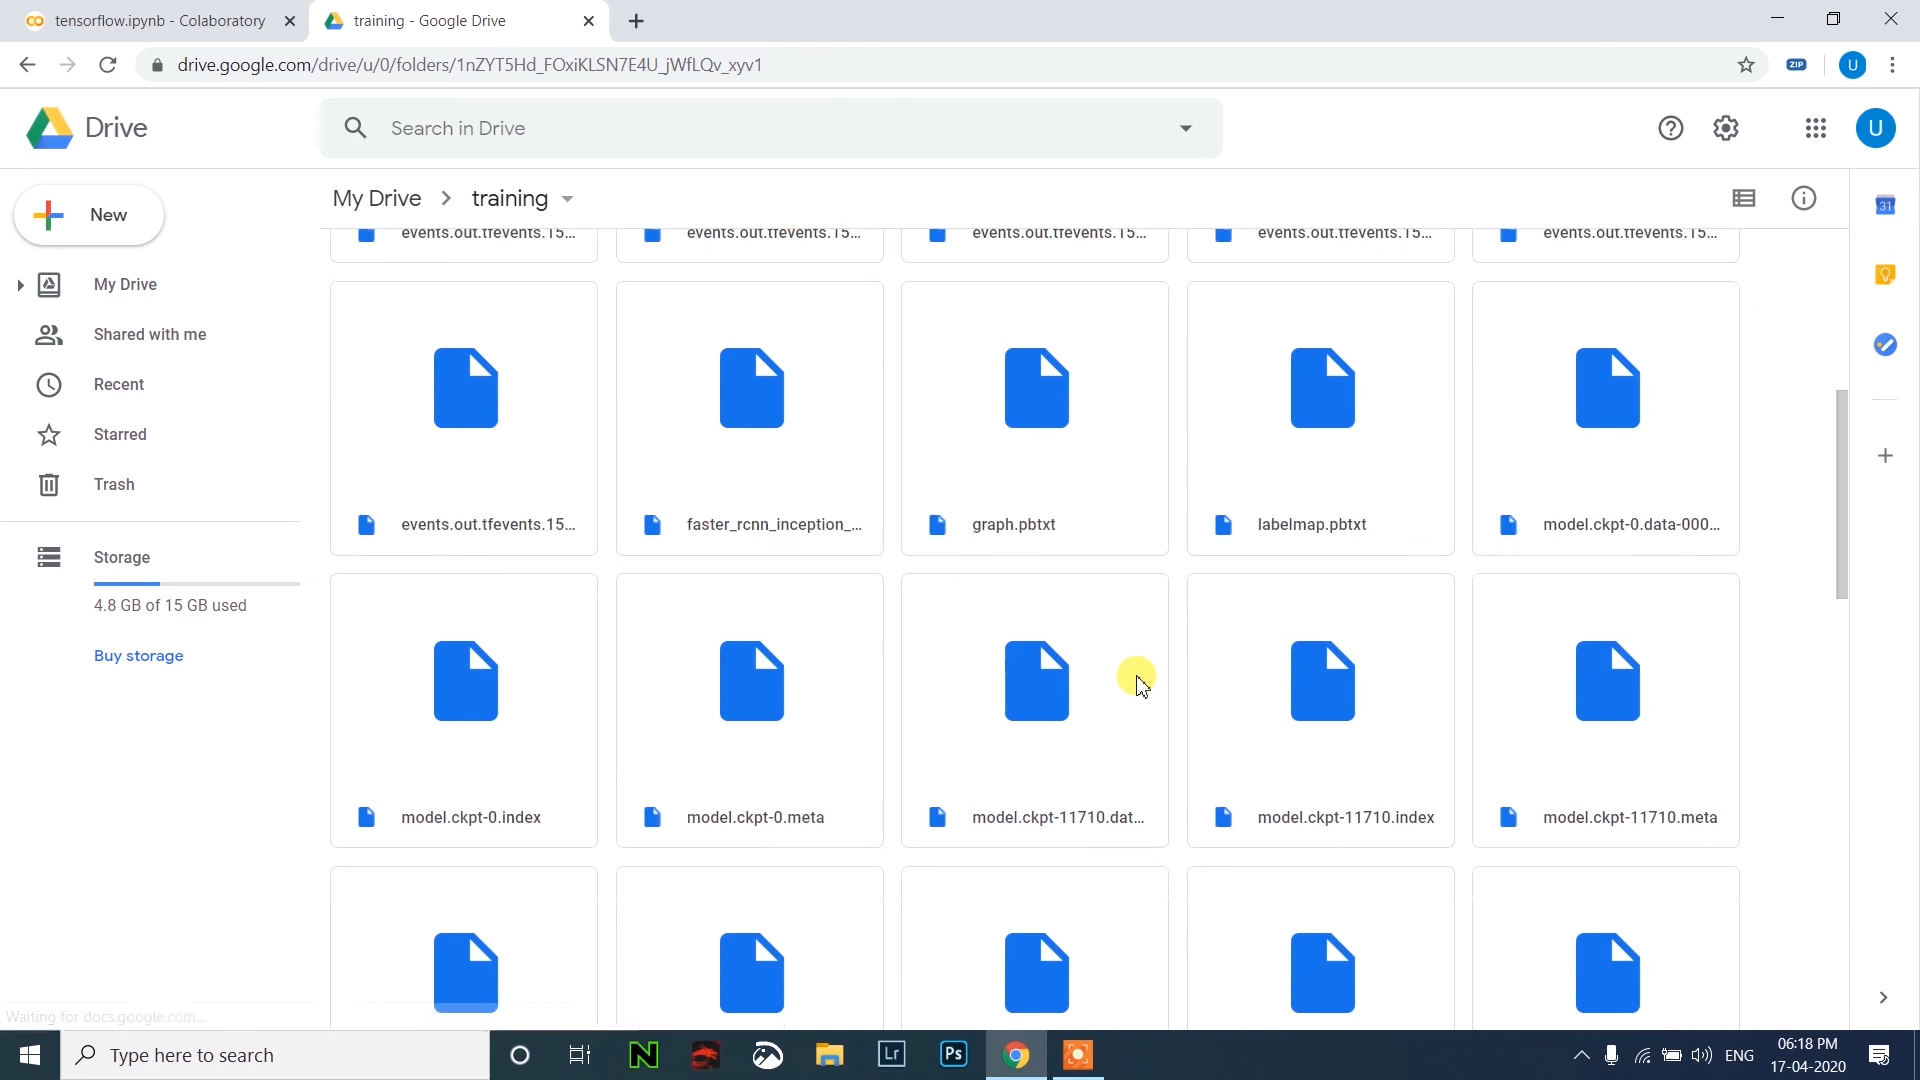 tensorflow.ipynb - Colaboratory
training - Google Drive
drive.google.com/drive/u/0/folders/1nZYT5Hd_FOxiKLSN7E4U_jWfLQv_xyv1
ZIP
U
Drive
Search in Drive
U
New
My Drive
training
31
events.out.tfevents.15...
events.out.tfevents.15...
events.out.tfevents.15...
events.out.tfevents.15...
events.out.tfevents.15...
My Drive
Shared with me
Recent
Starred
Trash
Storage
4.8 GB of 15 GB used
Buy storage
events.out.tfevents.15...
faster_rcnn_inception_...
graph.pbtxt
labelmap.pbtxt
model.ckpt-0.data-000...
model.ckpt-0.index
model.ckpt-0.meta
model.ckpt-11710.dat...
model.ckpt-11710.index
model.ckpt-11710.meta
Waiting for docs.google.com...
Type here to search
Lr
Ps
ENG
06:18 PM
17-04-2020